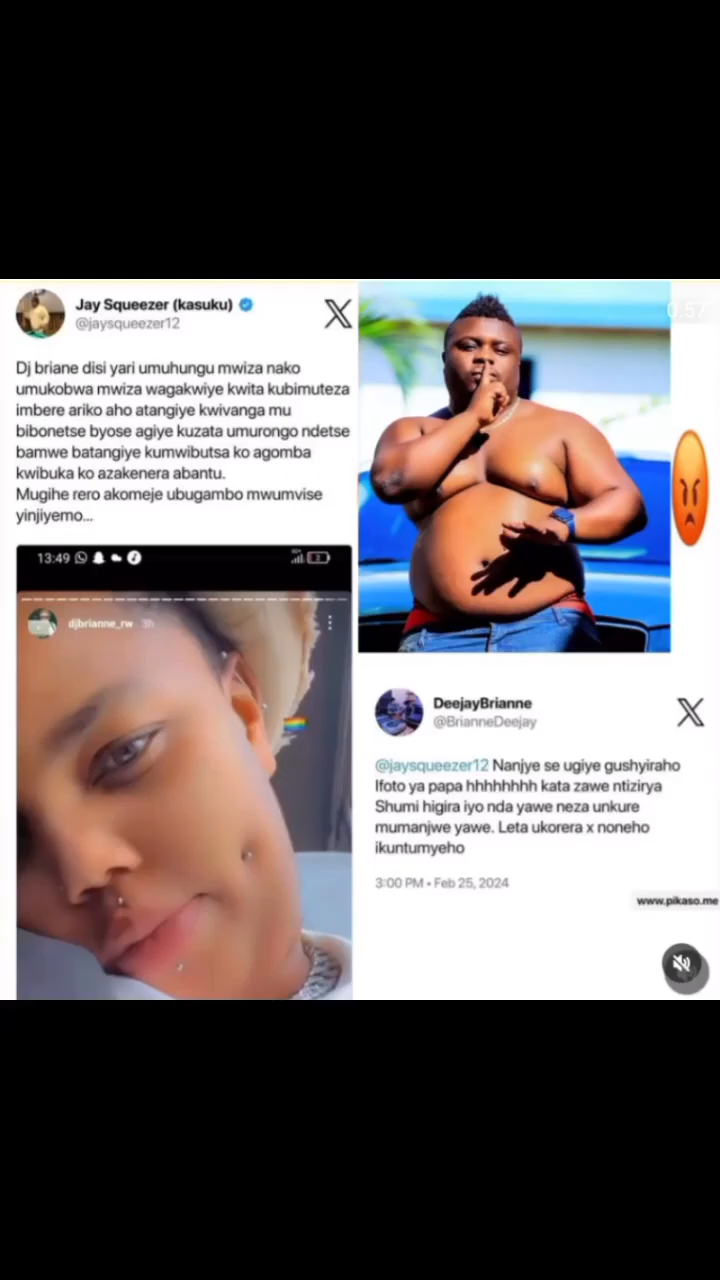 Jay Squeezer (kasuku)
@jaysqueezer12
Dj briane disi yari umuhungu mwiza nako
umukobwa mwiza wagakwiye kwita kubimuteza
imbere ariko aho atangiye kwivanga mu
bibonetse byose agiye kuzata umurongo ndetse
bamwe batangiye kumwibutsa ko agomba
kwibuka ko azakenera abantu.
Mugihe rero akomeje ubugambo mwumvise
yinjiyemo...
13:49
djbrianne_rw 3h
0:57
DeejayBrianne
@BrianneDeejay
@jaysqueezer12 Nanjye se ugiye gushyiraho
Ifoto ya papa hhhhhhhh kata zawe ntizirya
Shumi higira iyo nda yawe neza unkure
mumanjwe yawe. Leta ukorera x noneho
ikuntumyeho
3:00 PM • Feb 25, 2024
www.pikaso.me